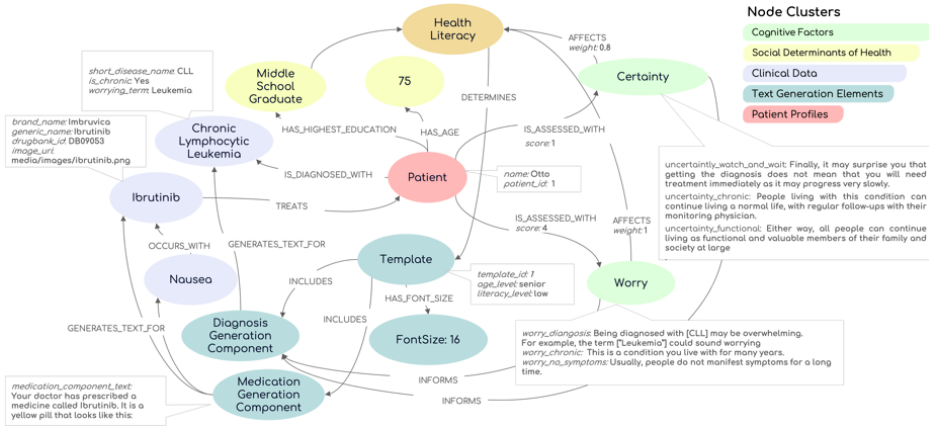 Node Clusters
Cognitive Factors
Social Determinants of Health
Clinical Data
Text Generation Elements
Patient Profiles
Health
Literacy
AFFECTS
weight: 0.8
Certainty
short_disease_name: CLL
is_chronic: Yes
worrying_term: Leukemia
Middle
School
Graduate
75
DETERMINES
brand_name: Imbruvica
generic_name: Ibrutinib
drugbank_id: DB09053
image_url:
media/images/ibrutinib.png
Chronic
Lymphocytic
Leukemia
HAS_HIGHEST_EDUCATION
HAS_AGE
IS_ASSESSED_WITH
score: 1
IS_DIAGNOSED_WITH
Patient
name: Otto
patient_id: 1
uncertaintly_watch_and_wait: Finally, it may surprise you that
getting the diagnosis does not mean that you will need
treatment immediately as it may progress very slowly.
uncertainty_chronic: People living with this condition can
continue living a normal life, with regular follow-ups with their
monitoring physician.
uncertainty_functional: Either way, all people can continue
living as functional and valuable members of their family and
society at large
Ibrutinib
TREATS
IS_ASSESSED_WITH
score: 4
AFFECTS
weight: 1
OCCURS_WITH
GENERATES_TEXT_FOR
Template
template_id: 1
age_level: senior
literacy_level: low
Nausea
INCLUDES
HAS_FONT_SIZE
Worry
GENERATES_TEXT_FOR
Diagnosis
Generation
Component
INCLUDES
FontSize: 16
worry_diangosis: Being diagnosed with [CLL] may be overwhelming.
For example, the term ["Leukemia"] could sound worrying
worry_chronic: This is a condition you live with for many years.
worry_no_symptoms: Usually, people do not manifest symptoms for a long
time.
medication_component_text:
Your doctor has prescribed a
medicine called Ibrutinib. It is a
yellow pill that looks like this:
Medication
Generation
Component
INFORMS
INFORMS